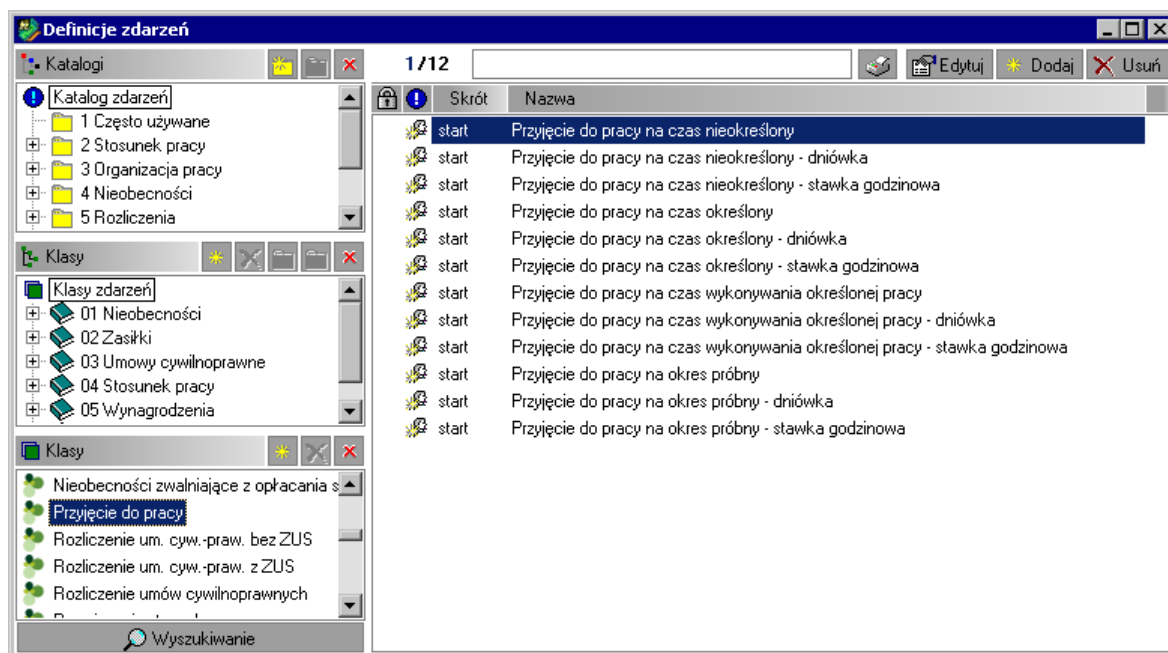 Definicje zdarzeń
Katalogi
Katalog zdarzeń
1 Często używane
2 Stosunek pracy
3 Organizacja pracy
4 Nieobecności
5 Rozliczenia
Klasy
Klasy zdarzeń
01 Nieobecności
02 Zasiłki
03 Umowy cywilnoprawne
04 Stosunek pracy
05 Wynagrodzenia
Klasy
Nieobecności zwalniające z opłacania s
Przyjęcie do pracy
Rozliczenie um. cyw.-praw. bez ZUS
Rozliczenie um. cyw.-praw. z ZUS
Rozliczenie umów cywilnoprawnych
Wyszukiwanie
1/12 Edytuj Dodaj Usuń
Skrót Nazwa
start Przyjęcie do pracy na czas nieokreślony
start Przyjęcie do pracy na czas nieokreślony - dniówka
start Przyjęcie do pracy na czas nieokreślony - stawka godzinowa
start Przyjęcie do pracy na czas określony
start Przyjęcie do pracy na czas określony - dniówka
start Przyjęcie do pracy na czas określony - stawka godzinowa
start Przyjęcie do pracy na czas wykonywania określonej pracy
start Przyjęcie do pracy na czas wykonywania określonej pracy - dniówka
start Przyjęcie do pracy na czas wykonywania określonej pracy - stawka godzinowa
start Przyjęcie do pracy na okres próbny
start Przyjęcie do pracy na okres próbny - dniówka
start Przyjęcie do pracy na okres próbny - stawka godzinowa